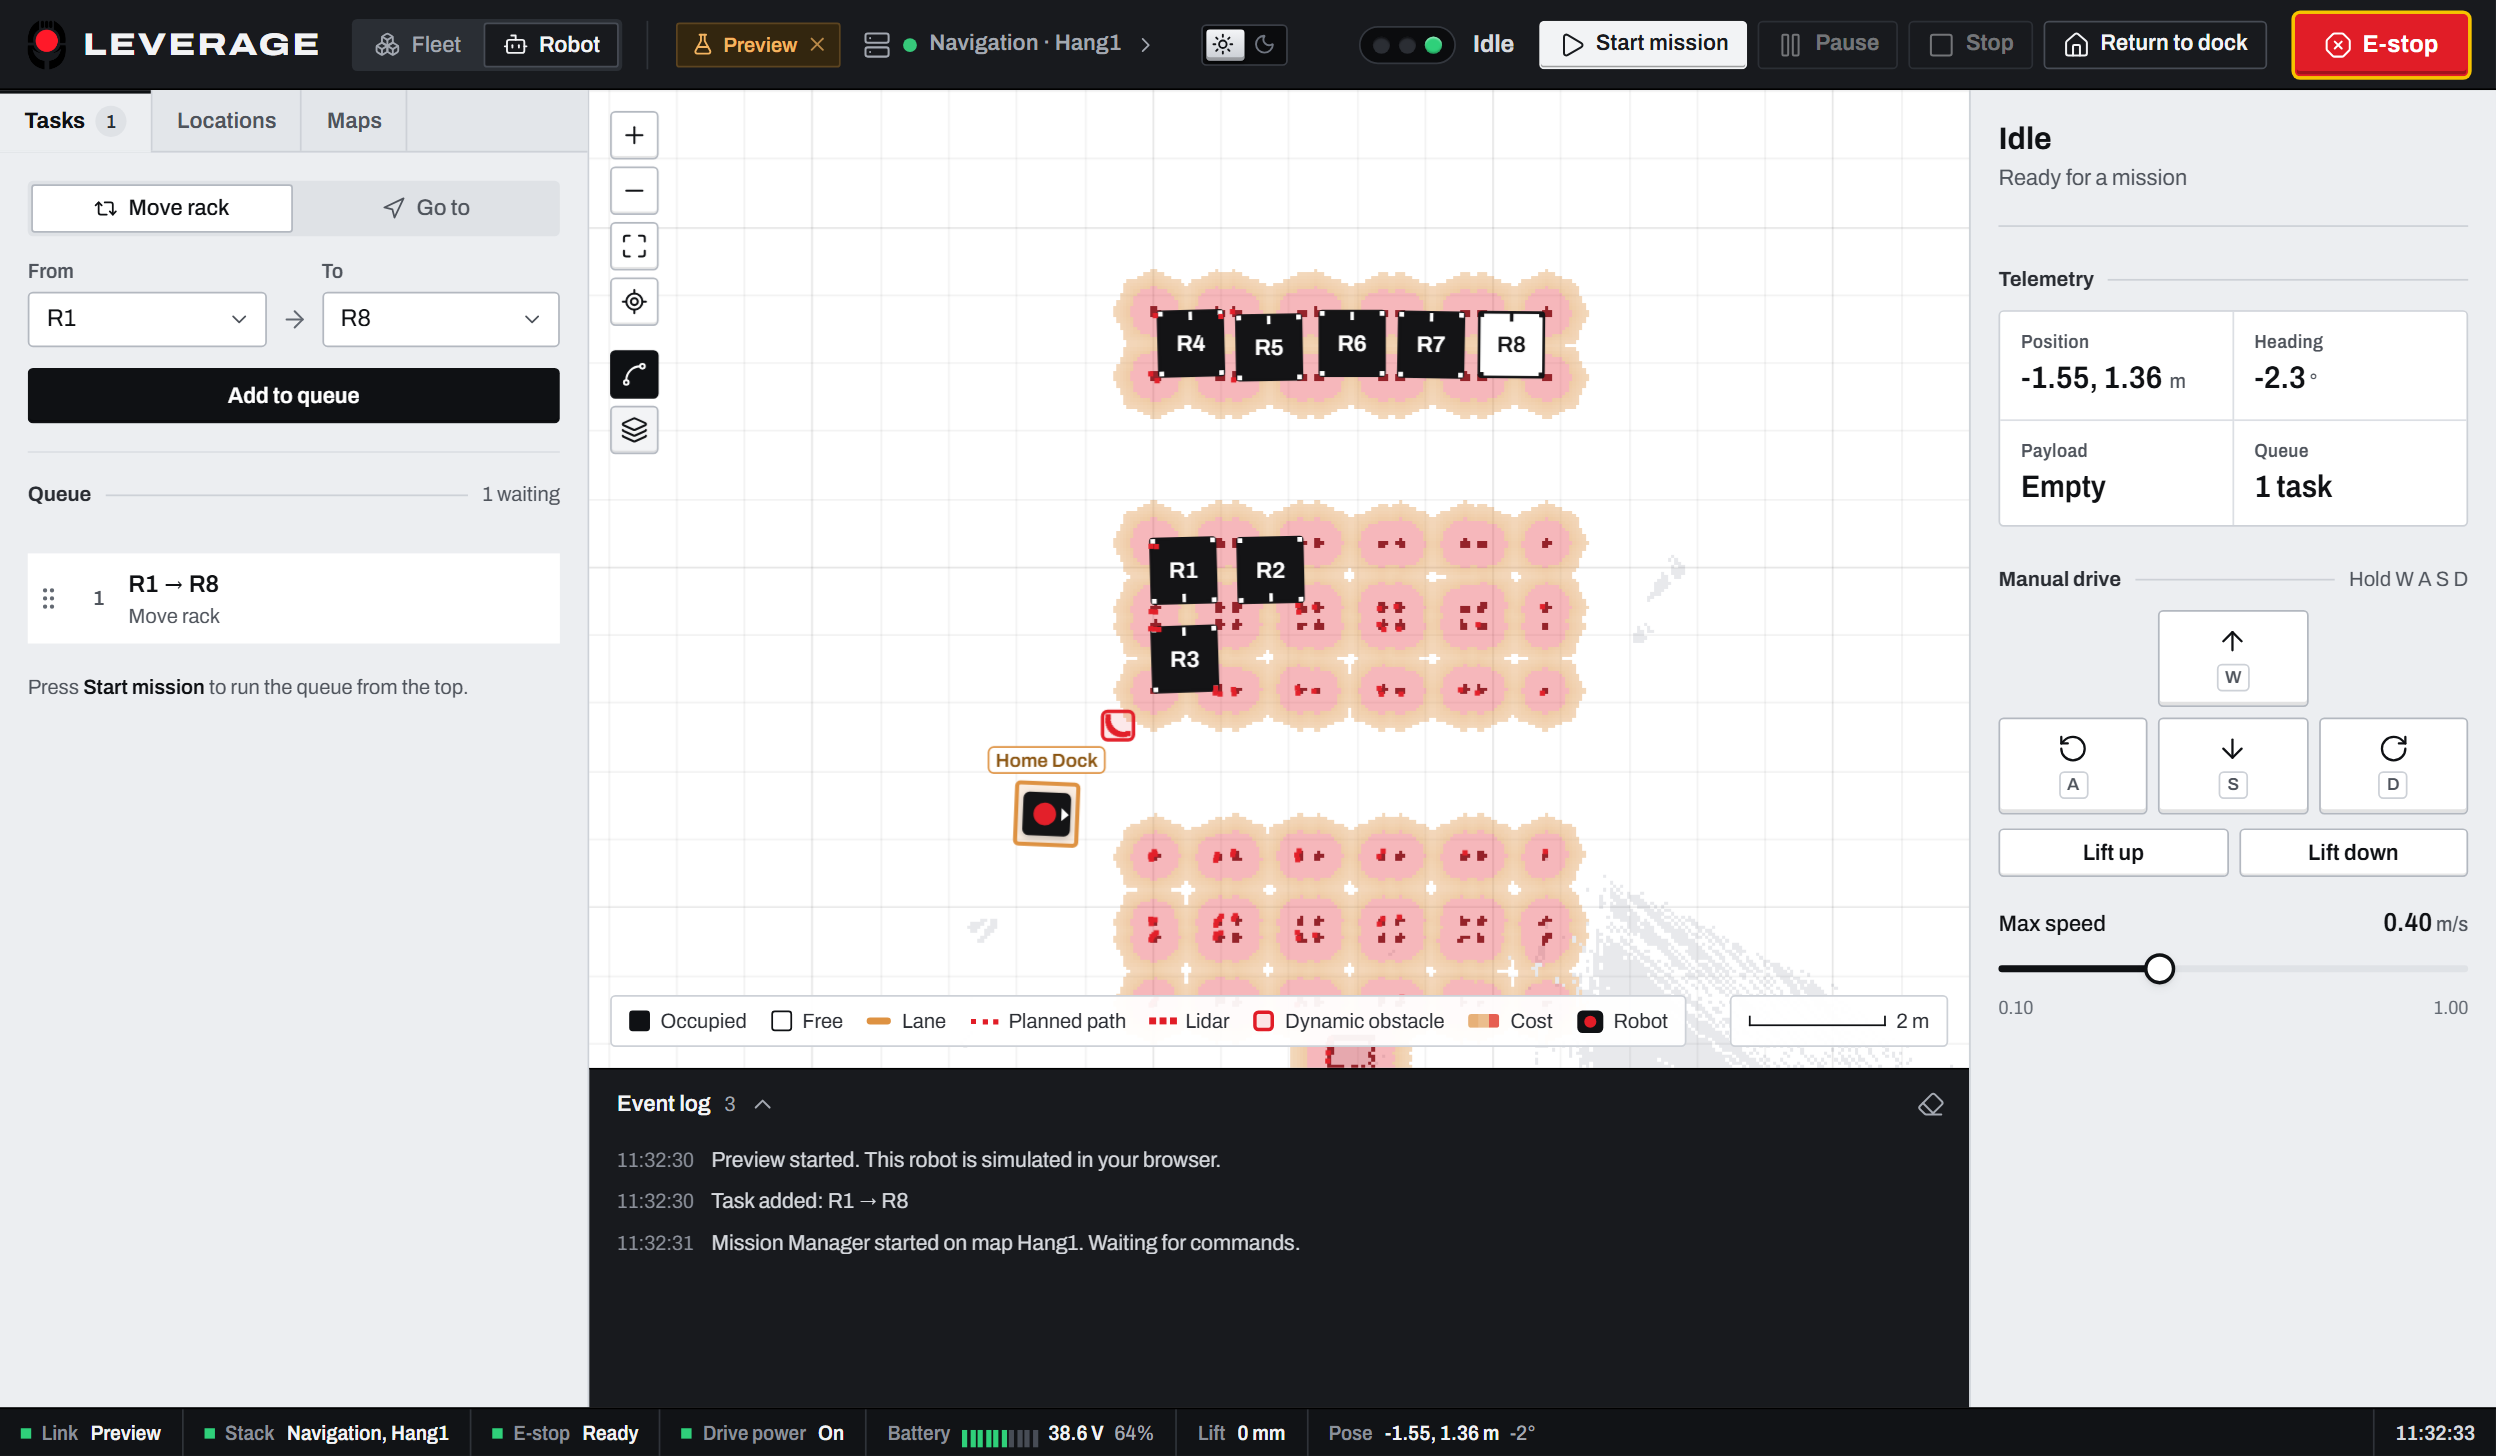 LEVERAGE
Fleet
Robot
Preview
Navigation · Hang1
Idle
Start mission
Pause
Stop
Return to dock
E-stop
Tasks 1
Locations
Maps
Move rack
Go to
From
To
R1
R8
Add to queue
Queue
1 waiting
1
R1 → R8
Move rack
Press Start mission to run the queue from the top.
R4
R5
R6
R7
R8
R1
R2
R3
Home Dock
Occupied
Free
Lane
Planned path
Lidar
Dynamic obstacle
Cost
Robot
2 m
Event log 3
11:32:30 Preview started. This robot is simulated in your browser.
11:32:30 Task added: R1 → R8
11:32:31 Mission Manager started on map Hang1. Waiting for commands.
Idle
Ready for a mission
Telemetry
Position
-1.55, 1.36 m
Heading
-2.3 °
Payload
Empty
Queue
1 task
Manual drive
Hold W A S D
W
A
S
D
Lift up
Lift down
Max speed
0.40 m/s
0.10
1.00
Link Preview
Stack Navigation, Hang1
E-stop Ready
Drive power On
Battery 38.6 V 64%
Lift 0 mm
Pose -1.55, 1.36 m -2°
11:32:33